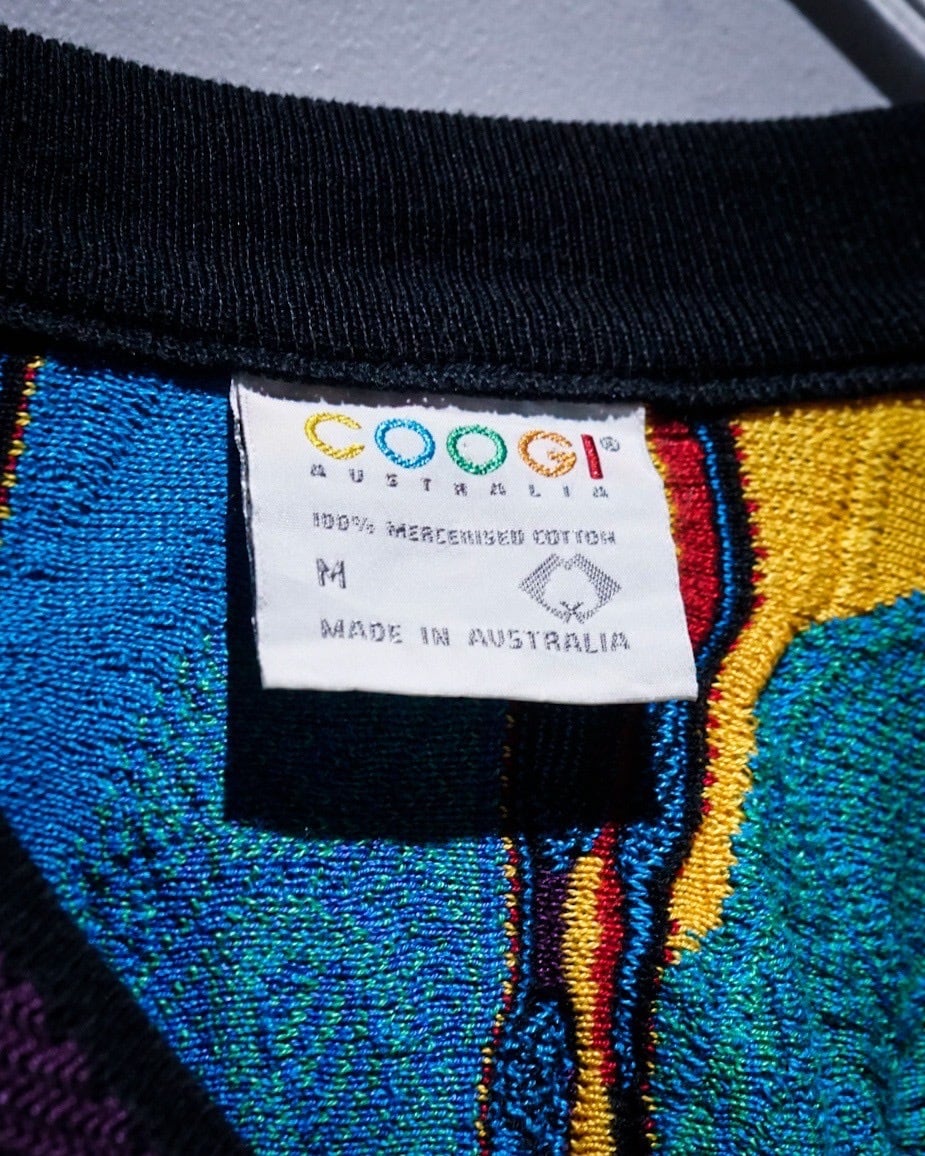 COOGI®
AUSTRALIA
100% MERCERISED COTTON
M
MADE IN AUSTRALIA